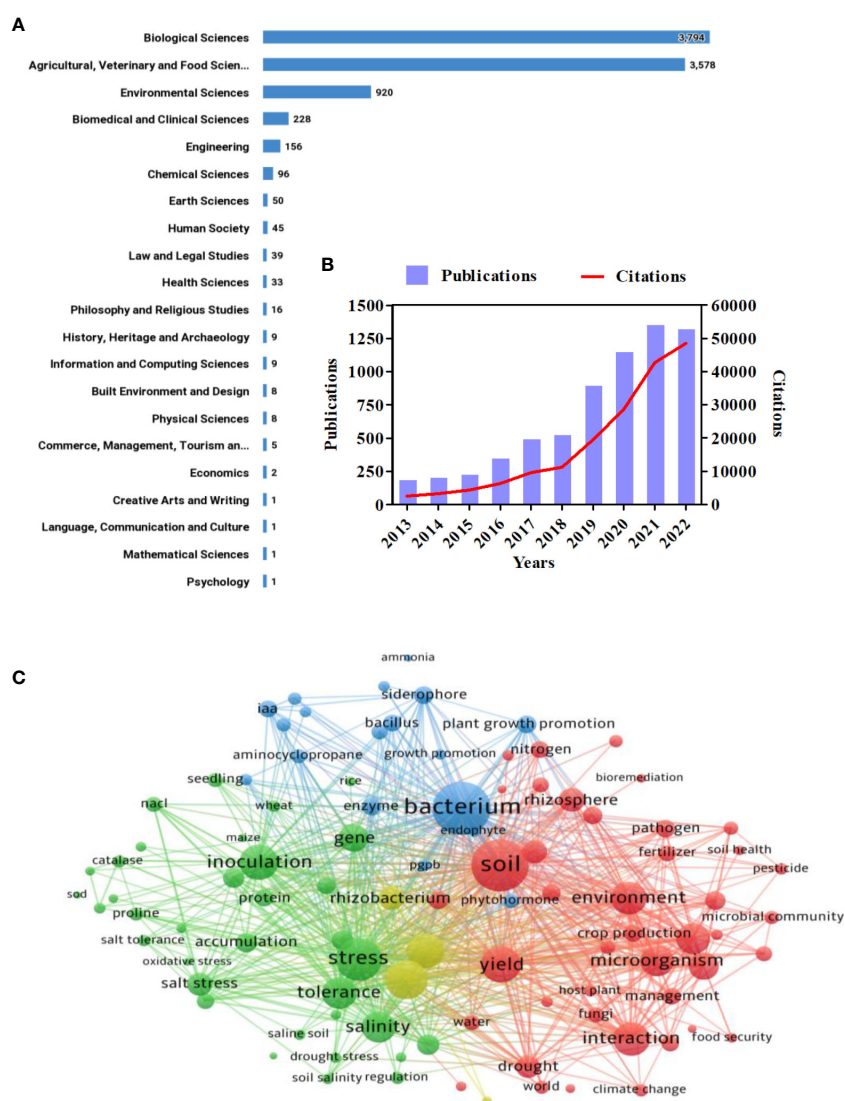 A
Biological Sciences 3,794
Agricultural, Veterinary and Food Scien... 3,578
Environmental Sciences 920
Biomedical and Clinical Sciences 228
Engineering 156
Chemical Sciences 96
Earth Sciences 50
Human Society 45
Law and Legal Studies 39
Health Sciences 33
Philosophy and Religious Studies 16
History, Heritage and Archaeology 9
Information and Computing Sciences 9
Built Environment and Design 8
Physical Sciences 8
Commerce, Management, Tourism an... 5
Economics 2
Creative Arts and Writing 1
Language, Communication and Culture 1
Mathematical Sciences 1
Psychology 1
B
Publications Citations
1500 60000
1250 50000
1000 40000
750 30000
500 20000
250 10000
0 0
Publications
Citations
2013 2014 2015 2016 2017 2018 2019 2020 2021 2022
Years
C
ammonia
siderophore
iaa
bacillus plant growth promotion
aminocyclopropane growth promotion nitrogen
seedling rice bioremediation
nacl wheat enzyme bacterium rhizosphere
maize gene endophyte pathogen
catalase inoculation pgpb soil fertilizer soil health
pesticide
sod protein rhizobacterium phytohormone environment
proline microbial community
salt tolerance accumulation crop production
oxidative stress stress yield microorganism
salt stress tolerance host plant management
saline soil salinity water fungi
interaction food security
drought stress drought
soil salinity regulation world climate change